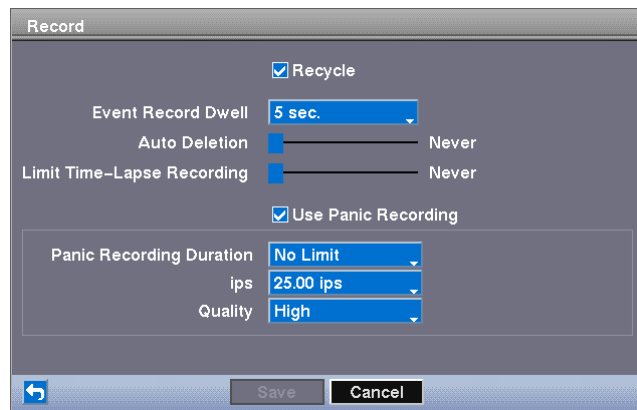 Record
Recycle
Event Record Dwell 5 sec.
Auto Deletion Never
Limit Time-Lapse Recording Never
Use Panic Recording
Panic Recording Duration No Limit
ips 25.00 ips
Quality High
Save Cancel